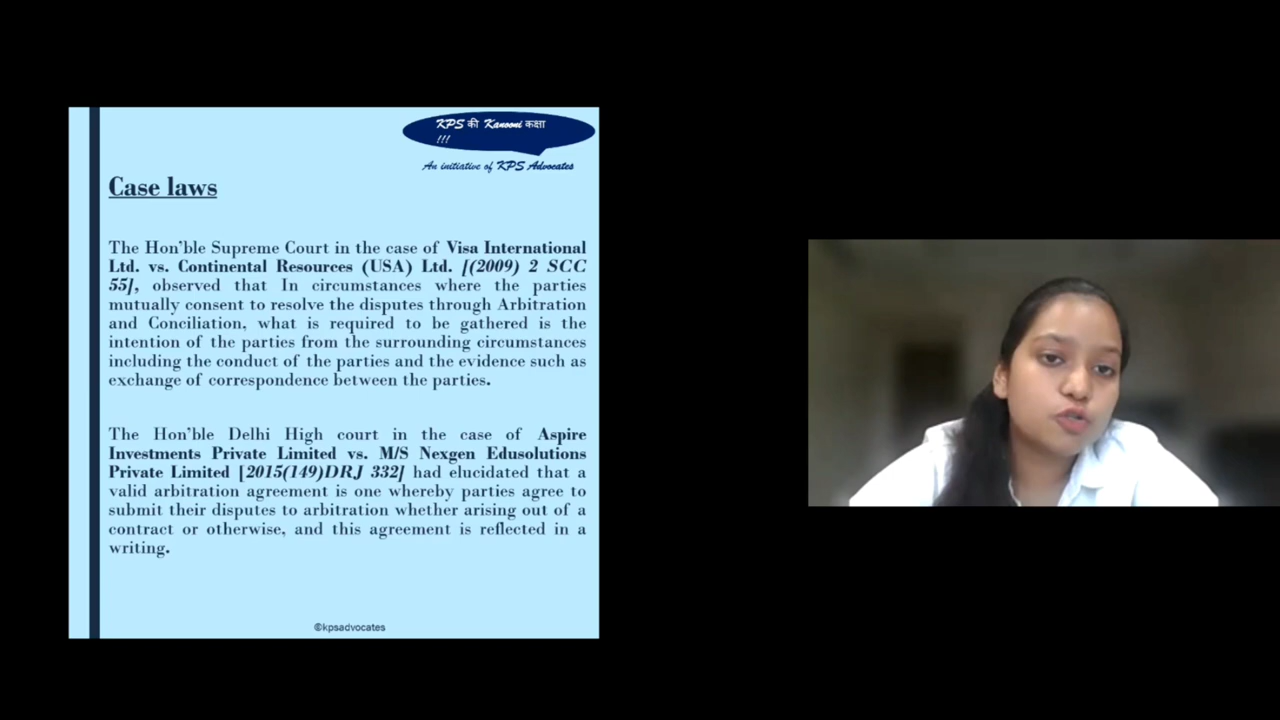 KPS की Kanooni कक्षा
!!!
An initiative of KPS Advocates
Case laws
The Hon'ble Supreme Court in the case of Visa International
Ltd. vs. Continental Resources (USA) Ltd. [(2009) 2 SCC
55], observed that In circumstances where the parties
mutually consent to resolve the disputes through Arbitration
and Conciliation, what is required to be gathered is the
intention of the parties from the surrounding circumstances
including the conduct of the parties and the evidence such as
exchange of correspondence between the parties.
The Hon'ble Delhi High court in the case of Aspire
Investments Private Limited vs. M/S Nexgen Edusolutions
Private Limited [2015(149)DRJ 332] had elucidated that a
valid arbitration agreement is one whereby parties agree to
submit their disputes to arbitration whether arising out of a
contract or otherwise, and this agreement is reflected in a
writing.
©kpsadvocates